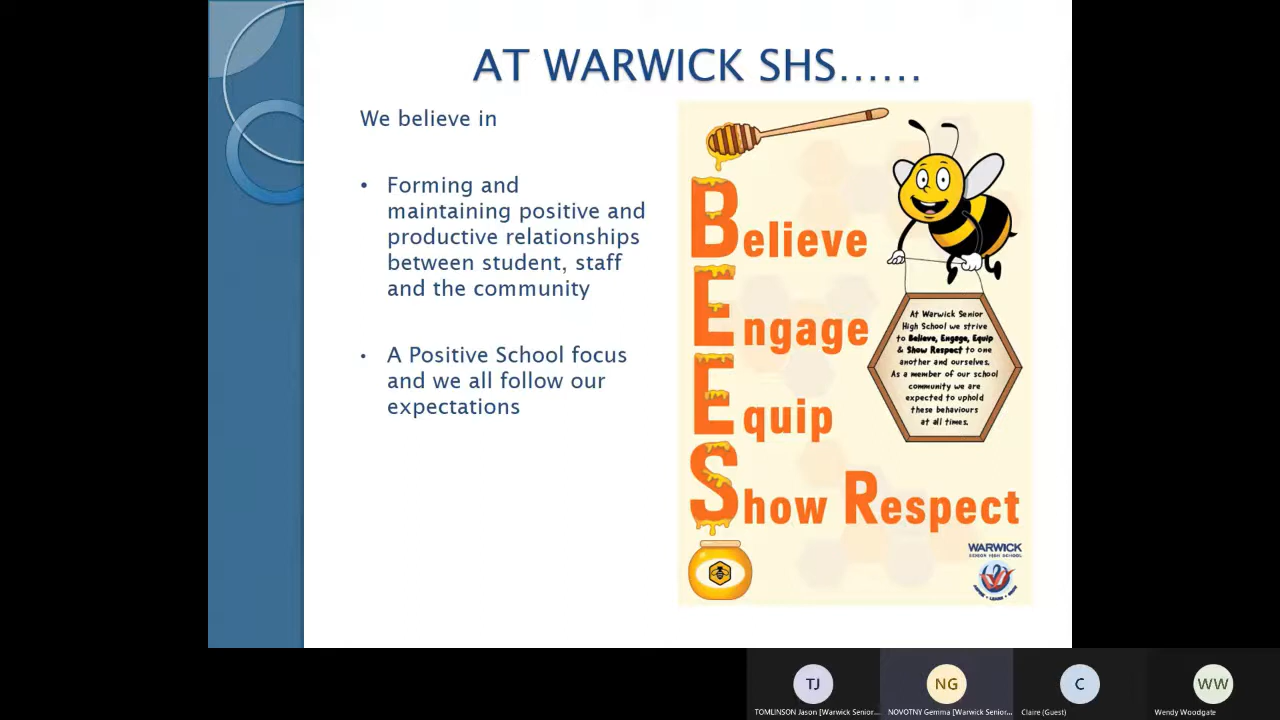 AT WARWICK SHS......
We believe in
• Forming and
maintaining positive and
productive relationships
between student, staff
and the community
• A Positive School focus
and we all follow our
expectations
Believe
Engage
Equip
Show Respect
At Warwick Senior
High School we strive
to Believe, Engage, Equip
& Show Respect to one
another and ourselves.
As a member of our school
community we are
expected to uphold
these behaviours
at all times.
WARWICK
SENIOR HIGH SCHOOL
TJ
NG
C
WW
TOMLINSON Jason [Warwick Senior...
NOVOTNY Gemma [Warwick Senior...
Claire (Guest)
Wendy Woodgate